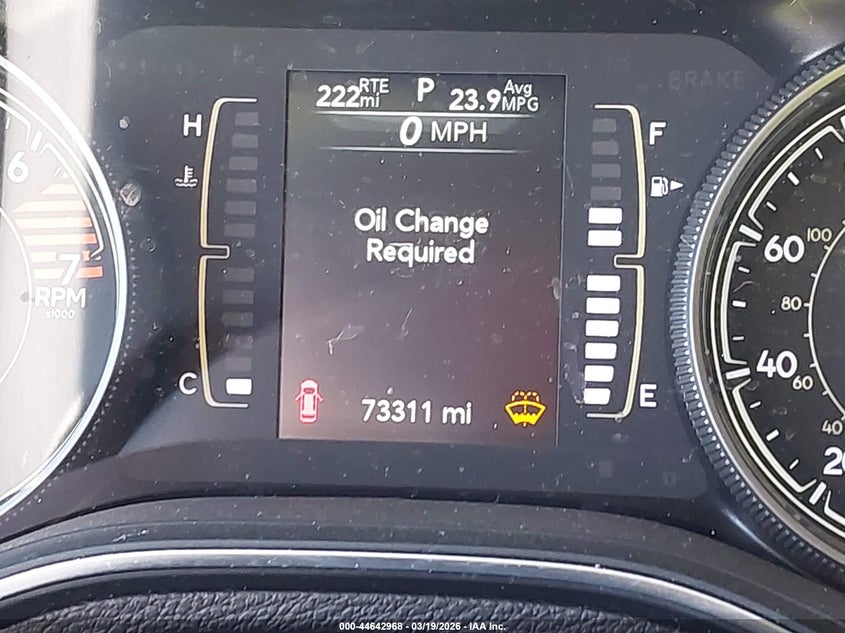 222 RTE mi P 23.9 Avg MPG
0 MPH
BRAKE
H
F
Oil Change
Required
C
E
73311 mi
6
7
RPM
x1000
60
100
80
40
60
40
20
000-44642968 - 03/19/2026 - IAA Inc.